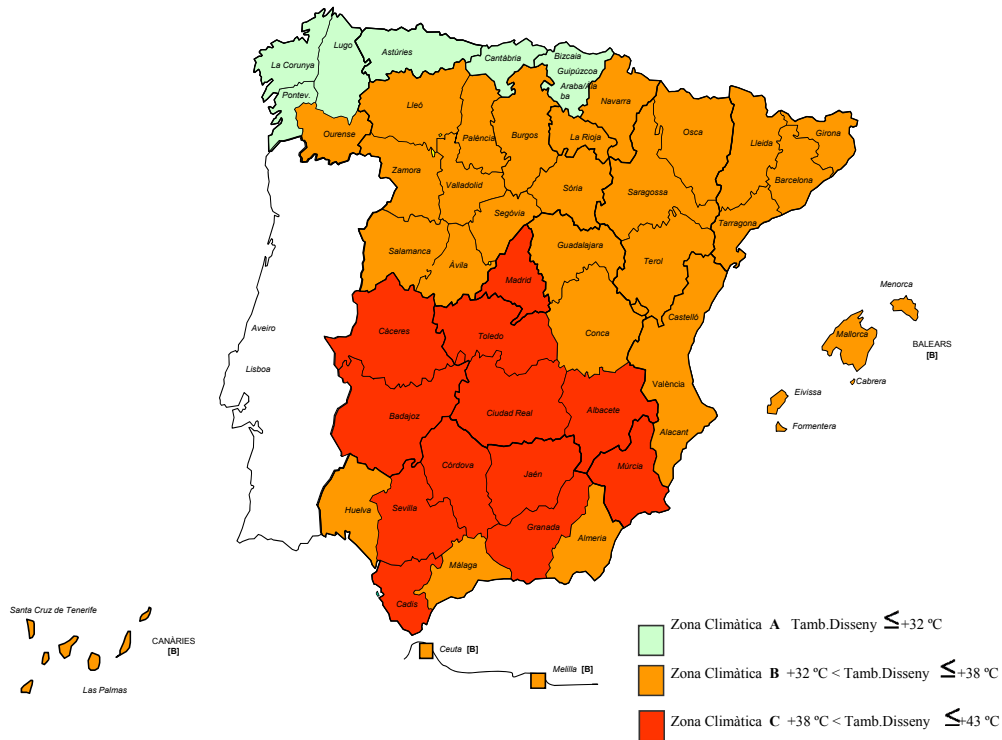 Lugo
Astúries
Cantàbria
Bizcaia
La Corunya
Guipúzcoa
Araba/Ala
ba
Pontev.
Lleó
Navarra
Ourense
Palència
Burgos
La Rioja
Osca
Lleida
Girona
Zamora
Valladolid
Sòria
Saragossa
Barcelona
Segóvia
Tarragona
Salamanca
Àvila
Guadalajara
Terol
Madrid
Menorca
Castelló
Aveiro
Càceres
Toledo
Conca
Mallorca
BALEARS
[B]
Lisboa
Cabrera
València
Eivissa
Badajoz
Ciudad Real
Albacete
Formentera
Alacant
Córdova
Jaén
Múrcia
Huelva
Sevilla
Granada
Almeria
Màlaga
Cadis
Santa Cruz de Tenerife
CANÀRIES
[B]
Las Palmas
Ceuta [B]
Melilla [B]
Zona Climàtica A Tamb.Disseny ≤+32 ºC
Zona Climàtica B +32 ºC < Tamb.Disseny ≤+38 ºC
Zona Climàtica C +38 ºC < Tamb.Disseny ≤+43 ºC